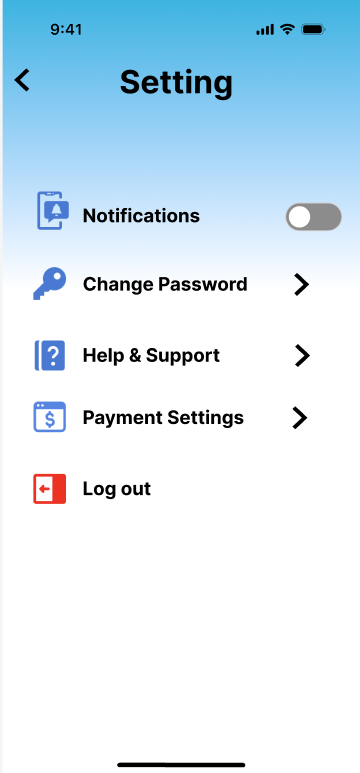 9:41
Setting
Notifications
Change Password
Help & Support
Payment Settings
Log out